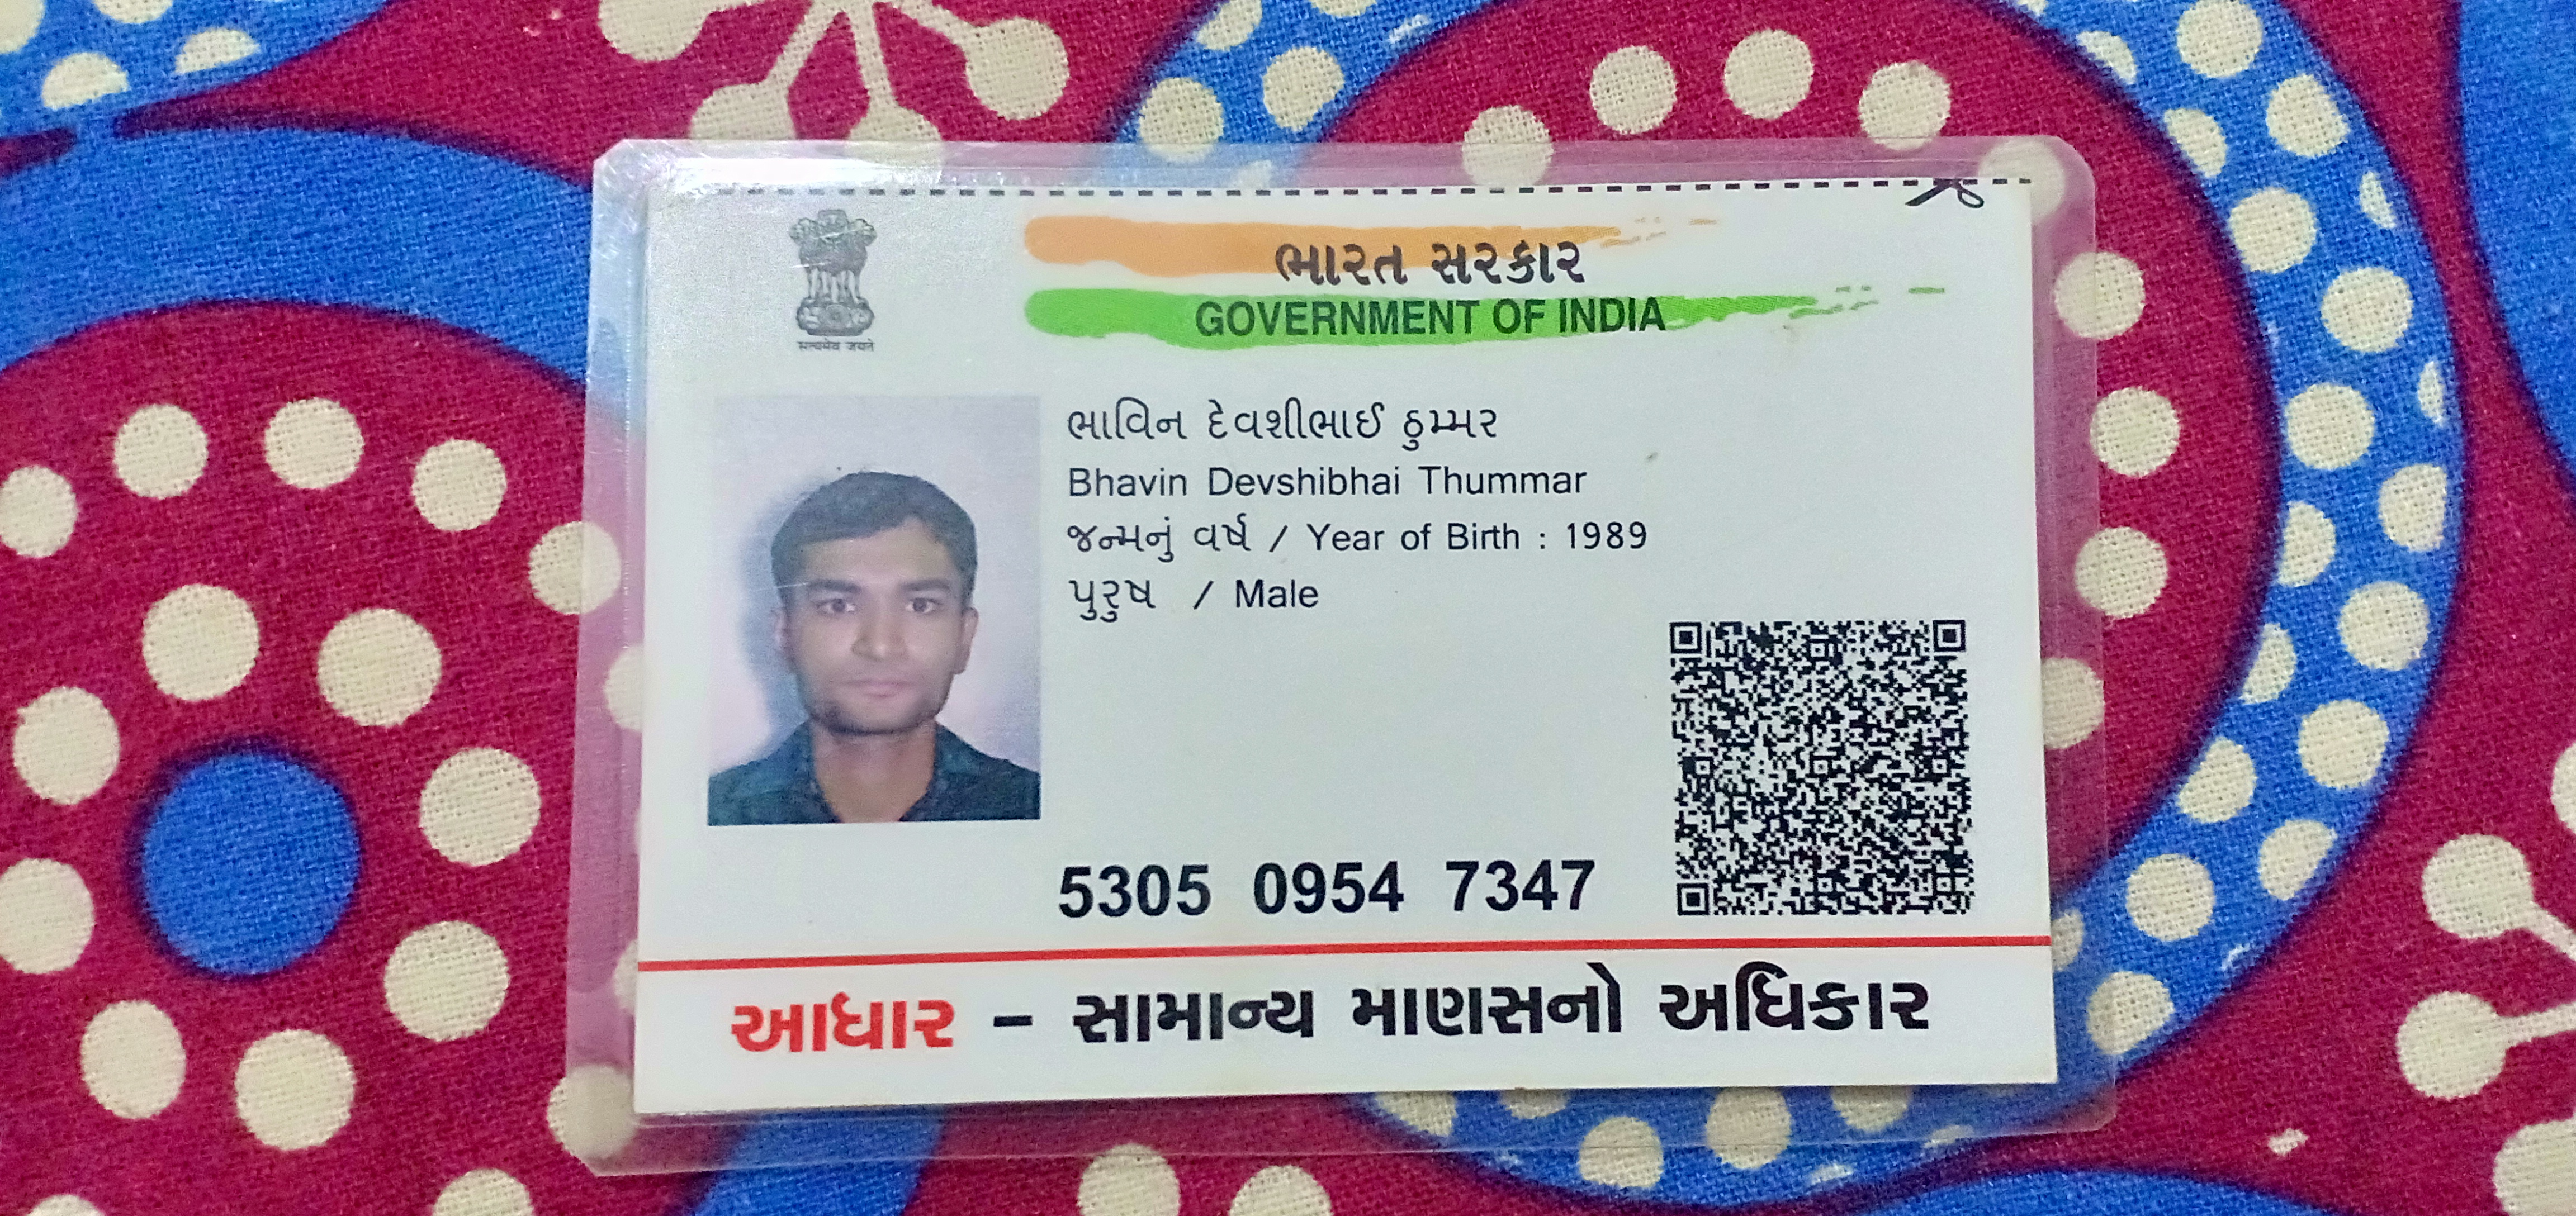 सत्यमेव जयते
ભારત સરકાર
GOVERNMENT OF INDIA
ભાવિન દેવશીભાઈ ઠુમ્મર
Bhavin Devshibhai Thummar
જન્મનું વર્ષ / Year of Birth : 1989
પુરુષ / Male
5305 0954 7347
આધાર – સામાન્ય માણસનો અધિકાર